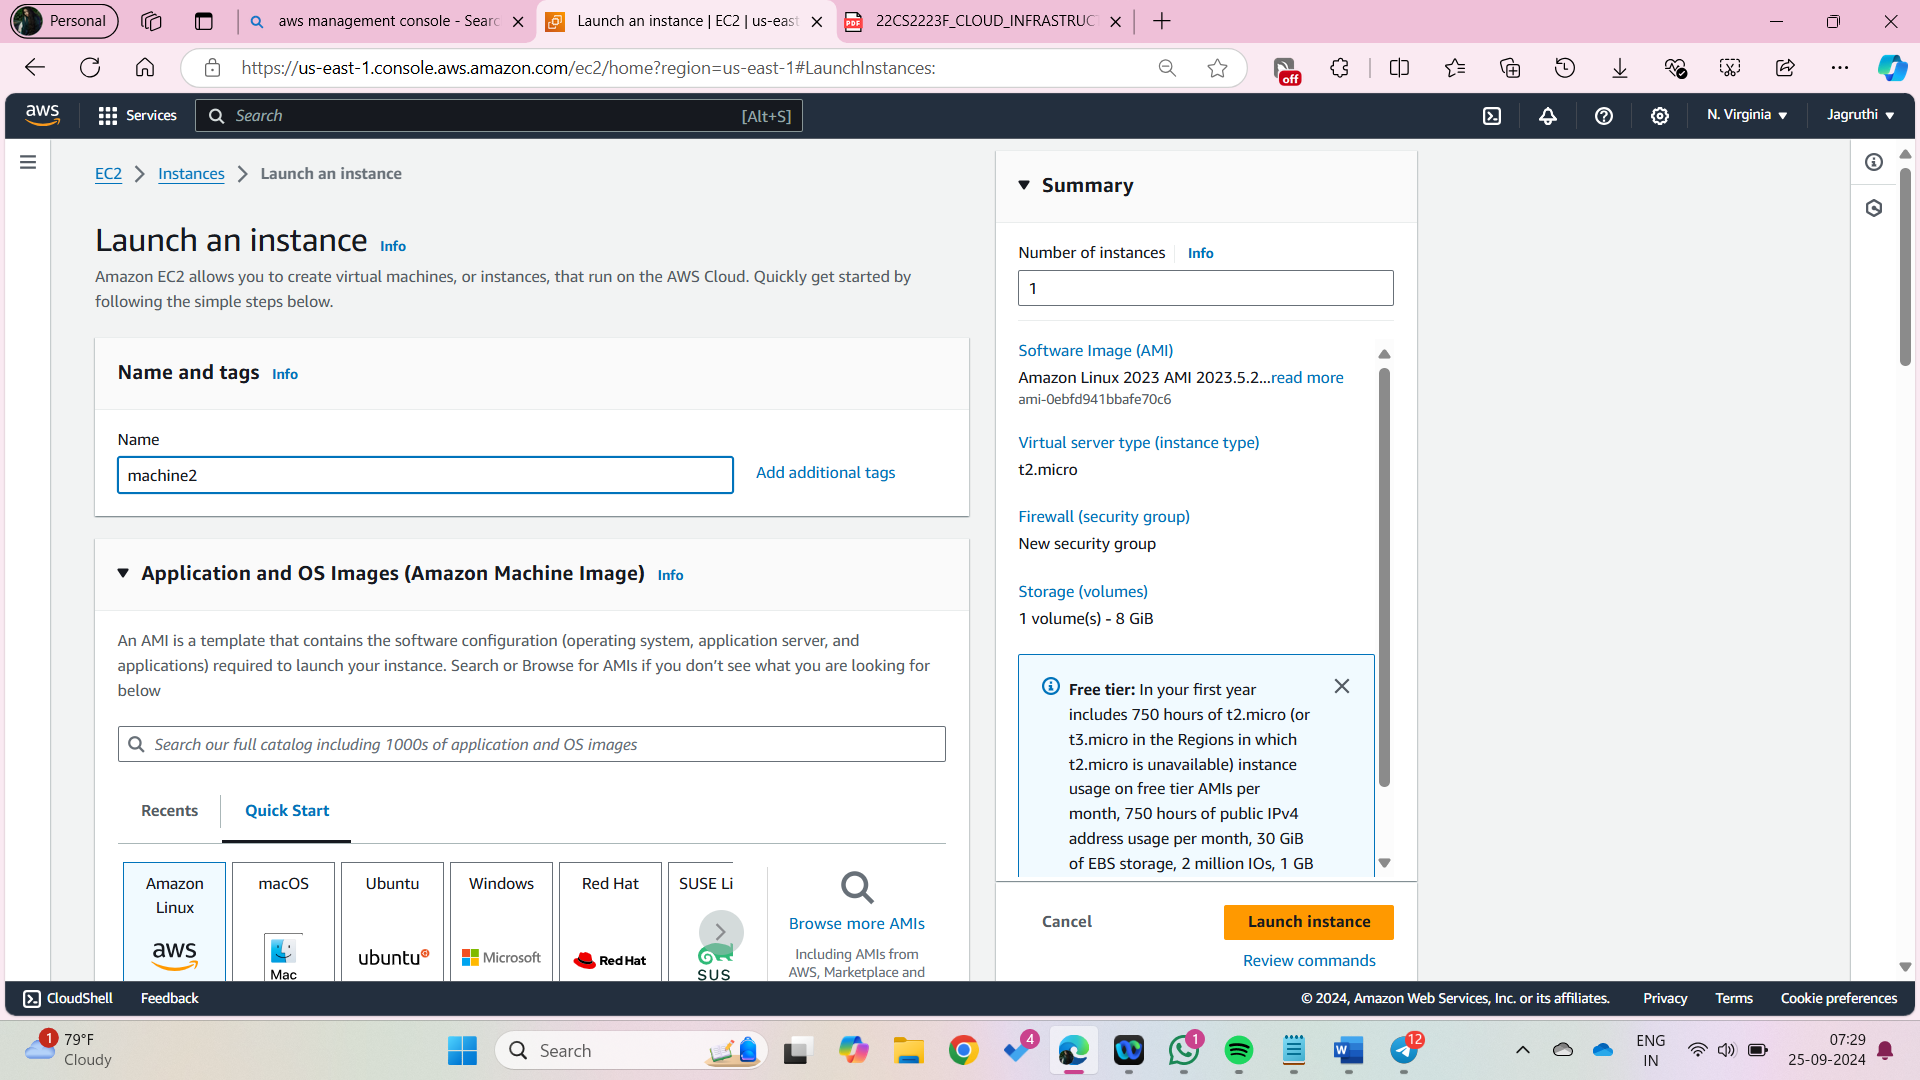 Personal
aws management console - Searc
Launch an instance | EC2 | us-east
22CS2223F_CLOUD_INFRASTRUCT
https://us-east-1.console.aws.amazon.com/ec2/home?region=us-east-1#LaunchInstances:
off
aws
Services
Search
[Alt+S]
N. Virginia
Jagruthi
EC2
Instances
Launch an instance
Launch an instance Info
Amazon EC2 allows you to create virtual machines, or instances, that run on the AWS Cloud. Quickly get started by
following the simple steps below.
Name and tags Info
Name
machine2
Add additional tags
Application and OS Images (Amazon Machine Image) Info
An AMI is a template that contains the software configuration (operating system, application server, and
applications) required to launch your instance. Search or Browse for AMIs if you don’t see what you are looking for
below
Search our full catalog including 1000s of application and OS images
Recents
Quick Start
Amazon
Linux
aws
macOS
Mac
Ubuntu
ubuntu
Windows
Microsoft
Red Hat
Red Hat
SUSE Li
SUS
Browse more AMIs
Including AMIs from
AWS, Marketplace and
Summary
Number of instances Info
1
Software Image (AMI)
Amazon Linux 2023 AMI 2023.5.2...read more
ami-0ebfd941bbafe70c6
Virtual server type (instance type)
t2.micro
Firewall (security group)
New security group
Storage (volumes)
1 volume(s) - 8 GiB
Free tier: In your first year
includes 750 hours of t2.micro (or
t3.micro in the Regions in which
t2.micro is unavailable) instance
usage on free tier AMIs per
month, 750 hours of public IPv4
address usage per month, 30 GiB
of EBS storage, 2 million IOs, 1 GB
Cancel
Launch instance
Review commands
CloudShell
Feedback
© 2024, Amazon Web Services, Inc. or its affiliates.
Privacy
Terms
Cookie preferences
1
79°F
Cloudy
Search
4
1
12
ENG
IN
07:29
25-09-2024